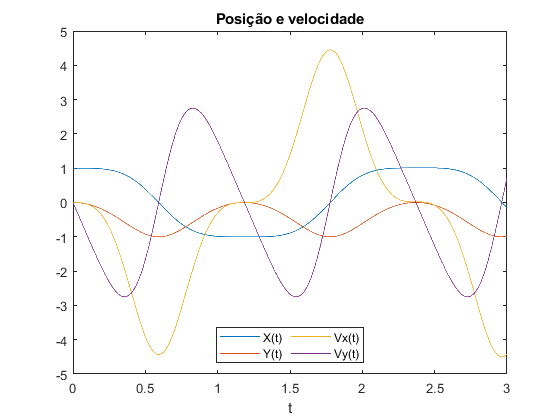 Posição e velocidade
5
4
3
2
1
0
-1
-2
-3
-4
-5
X(t) Vx(t)
Y(t) Vy(t)
0 0.5 1 1.5 2 2.5 3
t